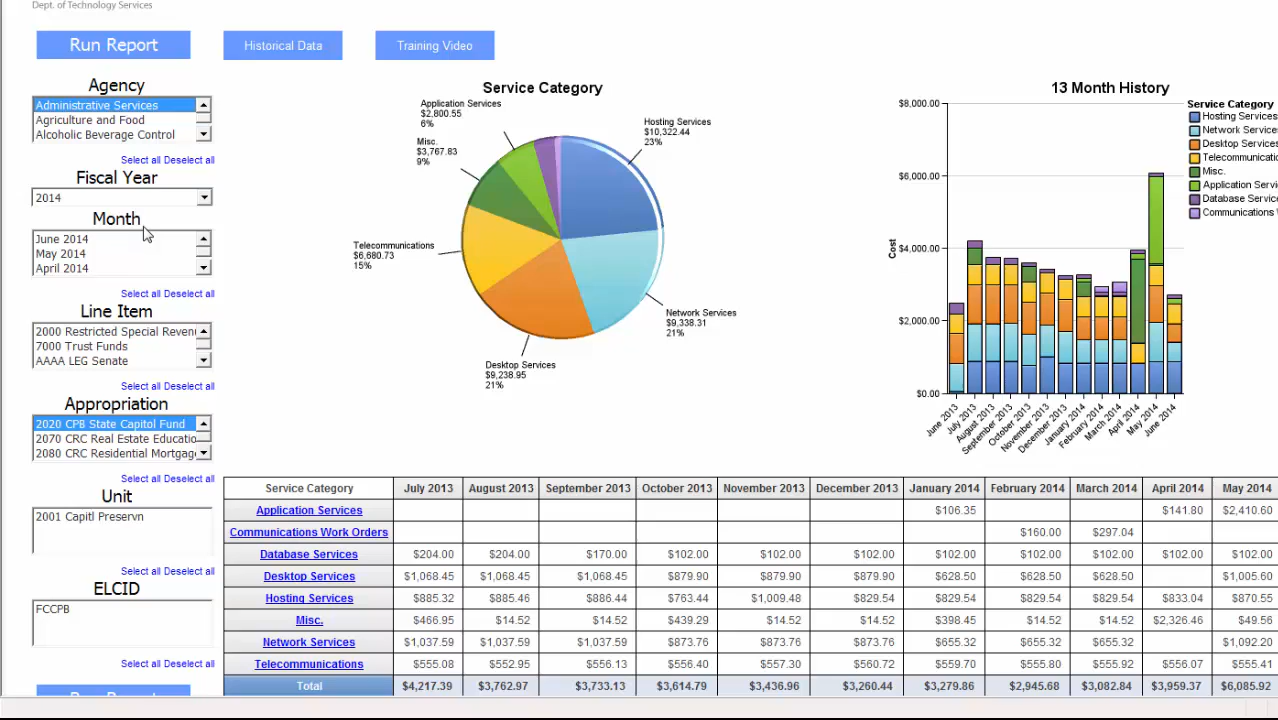 Dept. of Technology Services
Run Report
Historical Data
Training Video
Agency
Administrative Services
Agriculture and Food
Alcoholic Beverage Control
Select all Deselect all
Fiscal Year
2014
Month
June 2014
May 2014
April 2014
Select all Deselect all
Line Item
2000 Restricted Special Revenu
7000 Trust Funds
AAAA LEG Senate
Select all Deselect all
Appropriation
2020 CPB State Capitol Fund
2070 CRC Real Estate Educatio
2080 CRC Residential Mortgag
Select all Deselect all
Unit
2001 Capitl Preservn
Select all Deselect all
ELCID
FCCPB
Select all Deselect all
Run Report
Service Category
Application Services
$2,800.55
6%
Hosting Services
$10,322.44
23%
Misc.
$3,767.83
9%
Telecommunications
$6,680.73
15%
Network Services
$9,338.31
21%
Desktop Services
$9,238.95
21%
13 Month History
$8,000.00
$6,000.00
$4,000.00
$2,000.00
$0.00
Cost
June 2013
July 2013
August 2013
September 2013
October 2013
November 2013
December 2013
January 2014
February 2014
March 2014
April 2014
May 2014
June 2014
Service Category
Hosting Services
Network Service
Desktop Service
Telecommunicatio
Misc.
Application Servi
Database Servic
Communications
Service Category July 2013 August 2013 September 2013 October 2013 November 2013 December 2013 January 2014 February 2014 March 2014 April 2014 May 2014
Application Services $106.35 $141.80 $2,410.60
Communications Work Orders $160.00 $297.04
Database Services $204.00 $204.00 $170.00 $102.00 $102.00 $102.00 $102.00 $102.00 $102.00 $102.00 $102.00
Desktop Services $1,068.45 $1,068.45 $1,068.45 $879.90 $879.90 $879.90 $628.50 $628.50 $628.50 $1,005.60
Hosting Services $885.32 $885.46 $886.44 $763.44 $1,009.48 $829.54 $829.54 $829.54 $829.54 $833.04 $870.55
Misc. $466.95 $14.52 $14.52 $439.29 $14.52 $14.52 $398.45 $14.52 $14.52 $2,326.46 $49.56
Network Services $1,037.59 $1,037.59 $1,037.59 $873.76 $873.76 $873.76 $655.32 $655.32 $655.32 $1,092.20
Telecommunications $555.08 $552.95 $556.13 $556.40 $557.30 $560.72 $559.70 $555.80 $555.92 $556.07 $555.41
Total $4,217.39 $3,762.97 $3,733.13 $3,614.79 $3,436.96 $3,260.44 $3,279.86 $2,945.68 $3,082.84 $3,959.37 $6,085.92